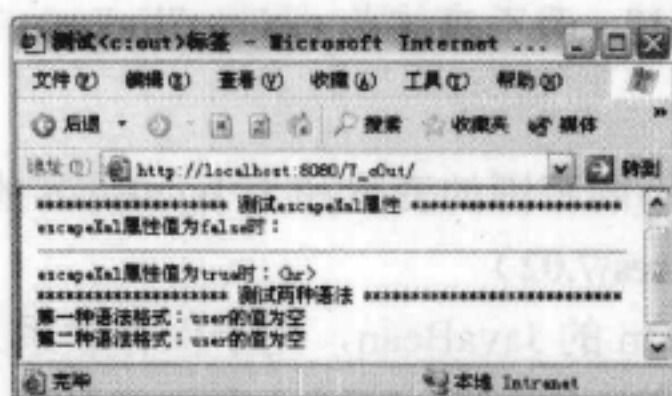 测试<c:out>标签 - Microsoft Internet ...
文件(F) 编辑(E) 查看(V) 收藏(A) 工具(T) 帮助(H)
后退 搜索 收藏夹 媒体 »
地址(D) http://localhost:8080/7_cOut/ 转到
******************** 测试escapeXml属性 **********************
escapeXml属性值为false时：
escapeXml属性值为true时：<hr>
******************** 测试两种语法 ***************************
第一种语法格式：user的值为空
第二种语法格式：user的值为空
完毕 本地 Intranet
的 JavaBean,